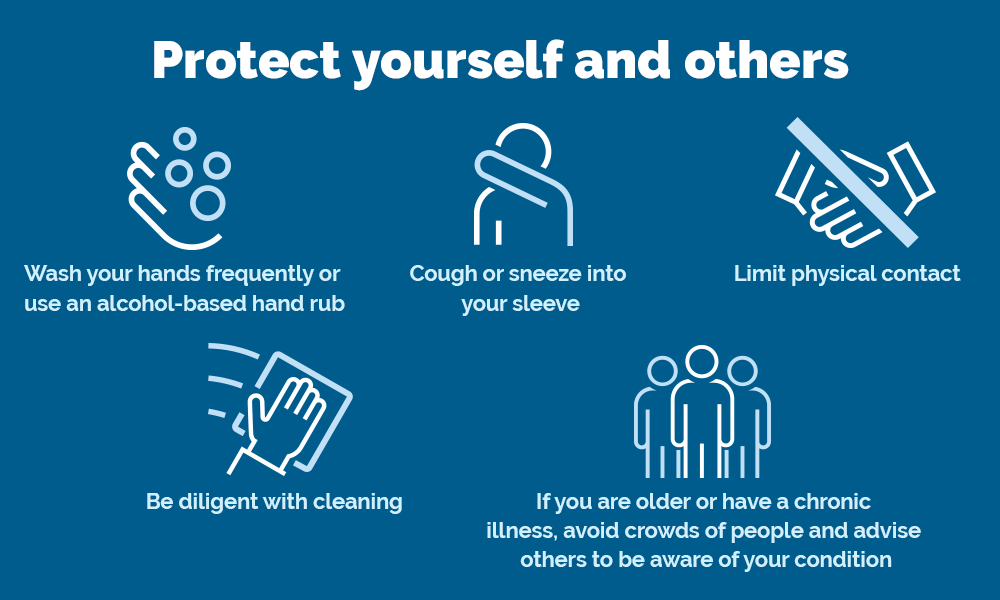 Protect yourself and others
Wash your hands frequently or
use an alcohol-based hand rub
Cough or sneeze into
your sleeve
Limit physical contact
Be diligent with cleaning
If you are older or have a chronic
illness, avoid crowds of people and advise
others to be aware of your condition